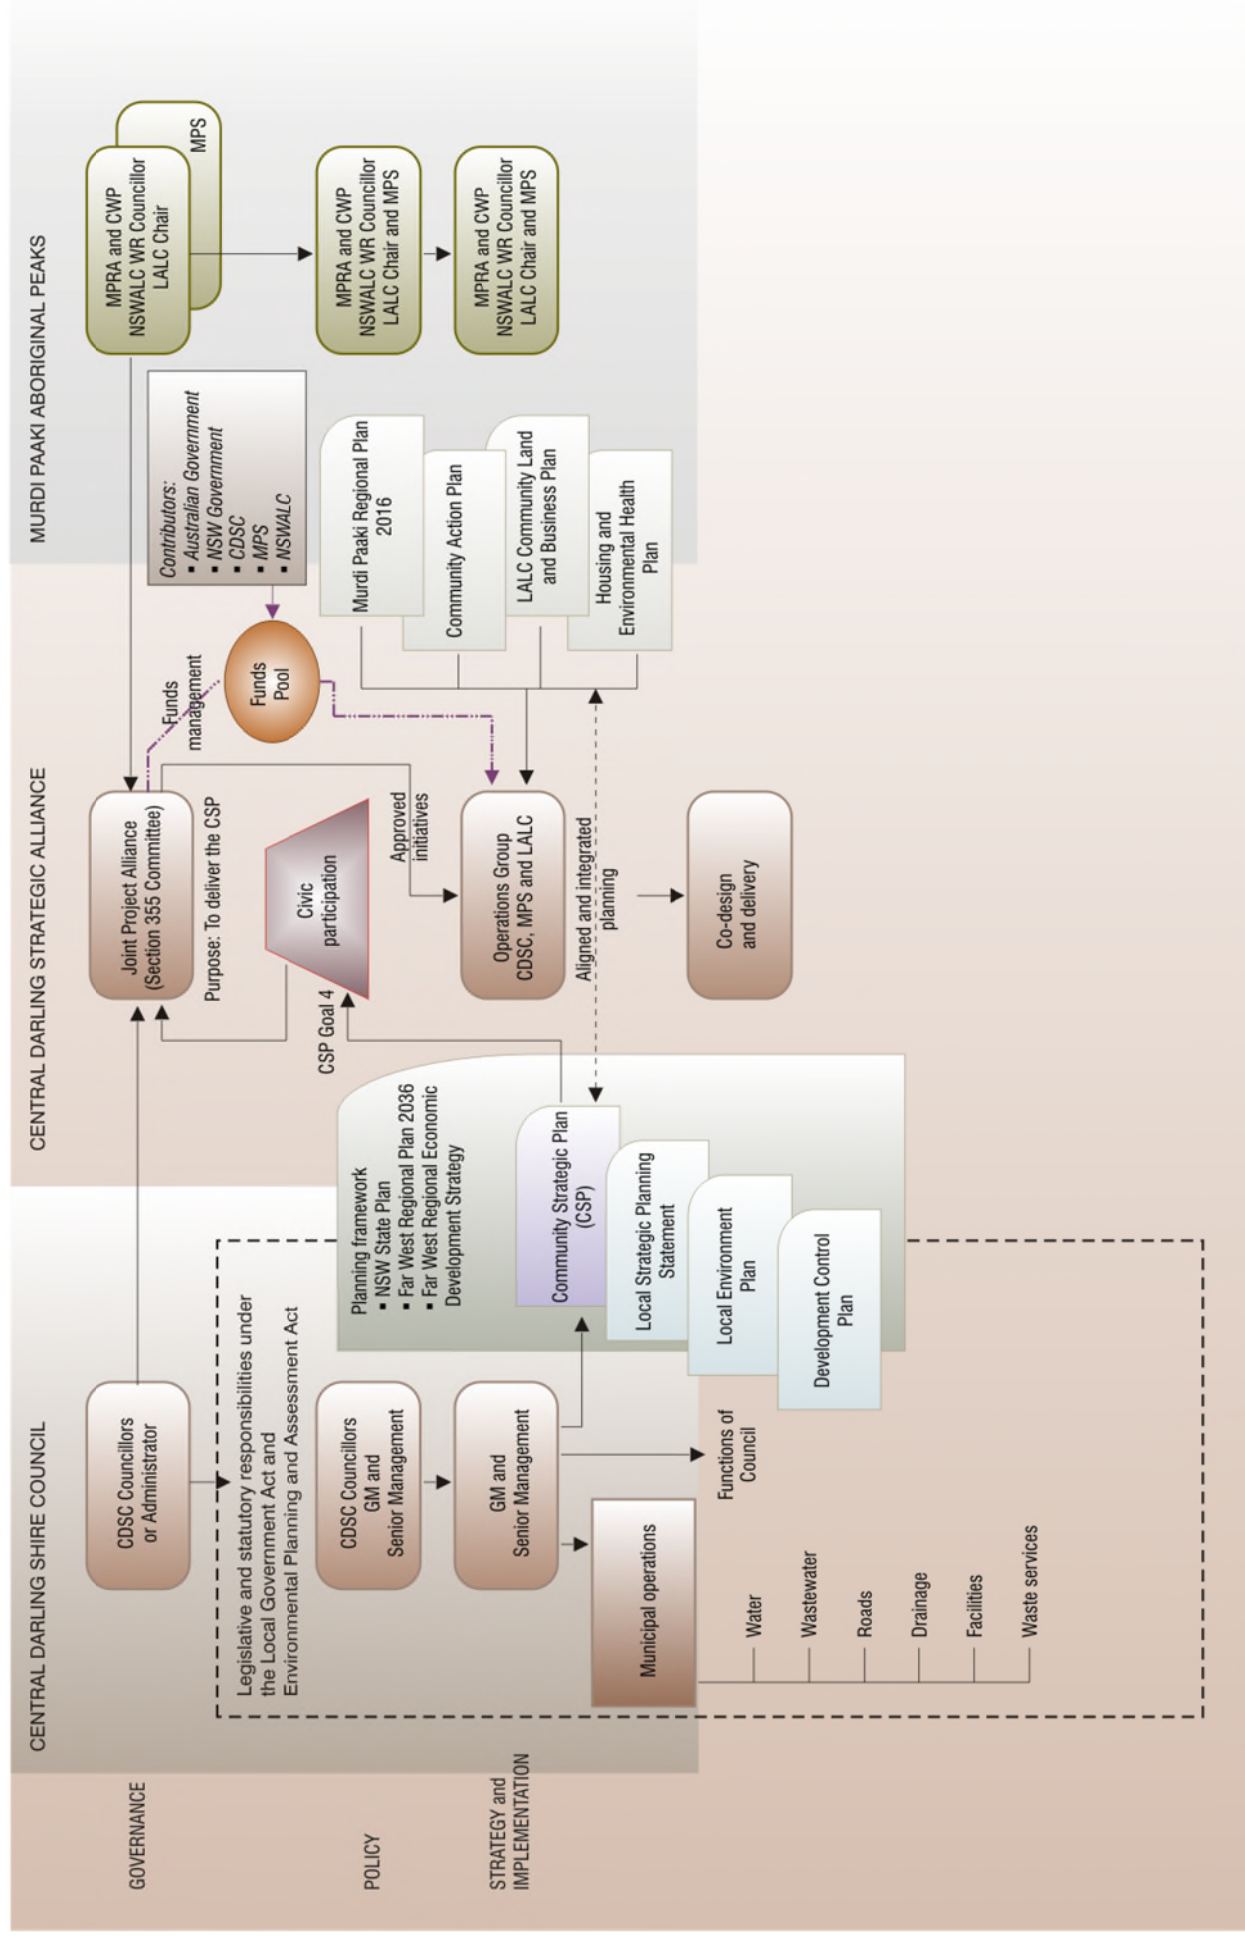 CENTRAL DARLING SHIRE COUNCIL
CENTRAL DARLING STRATEGIC ALLIANCE
MURDI PAAKI ABORIGINAL PEAKS
GOVERNANCE
CDSC Councillors
or Administrator
Joint Project Alliance
(Section 355 Committee)
Purpose: To deliver the CSP
MPRA and CWP
NSWALC WR Councillor
LALC Chair
MPS
Legislative and statutory responsibilities under
the Local Government Act and
Environmental Planning and Assessment Act
Funds
management
Funds
Pool
Contributors:
▪ Australian Government
▪ NSW Government
▪ CDSC
▪ MPS
▪ NSWALC
POLICY
CDSC Councillors
GM and
Senior Management
Planning framework
▪ NSW State Plan
▪ Far West Regional Plan 2036
▪ Far West Regional Economic
Development Strategy
CSP Goal 4
Civic
participation
Approved
initiatives
Murdi Paaki Regional Plan
2016
Community Action Plan
LALC Community Land
and Business Plan
Housing and
Environmental Health
Plan
MPRA and CWP
NSWALC WR Councillor
LALC Chair and MPS
STRATEGY and
IMPLEMENTATION
GM and
Senior Management
Community Strategic Plan
(CSP)
Local Strategic Planning
Statement
Local Environment
Plan
Development Control
Plan
Operations Group
CDSC, MPS and LALC
Aligned and integrated
planning
Co-design
and delivery
MPRA and CWP
NSWALC WR Councillor
LALC Chair and MPS
Municipal operations
Functions of
Council
Water
Wastewater
Roads
Drainage
Facilities
Waste services